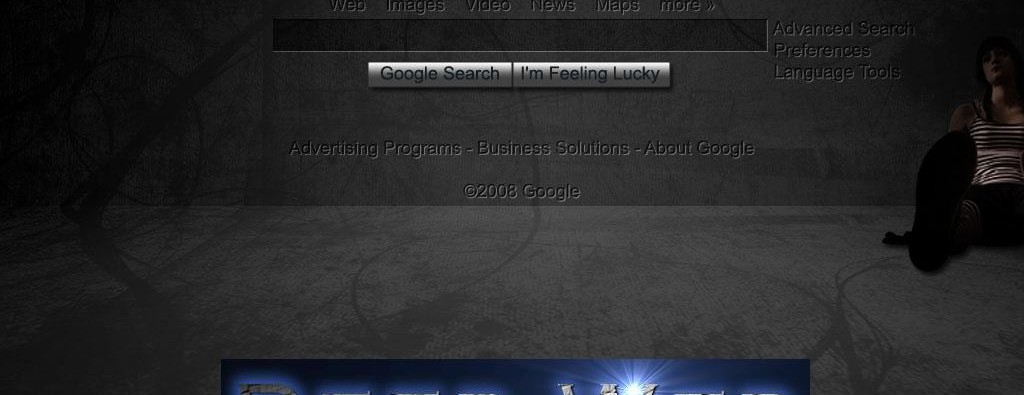 Web Images Video News Maps more »
Advanced Search
Preferences
Language Tools
Google Search I'm Feeling Lucky
Advertising Programs - Business Solutions - About Google
©2008 Google